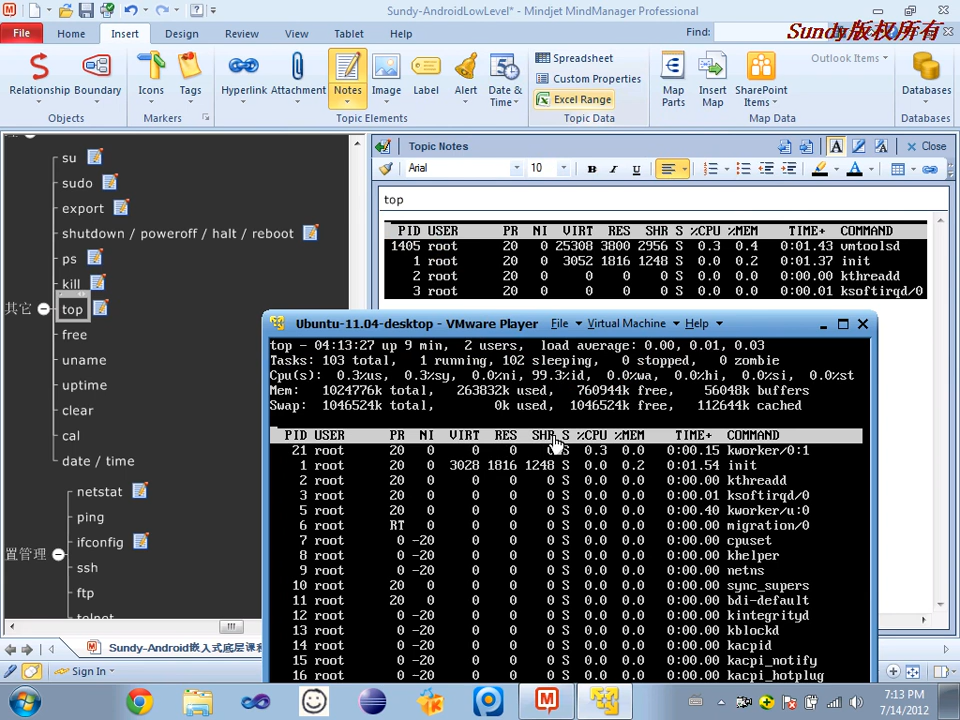 Sundy-AndroidLowLevel* - Mindjet MindManager Professional
Sundy版权所有
File Home Insert Design Review View Tablet Help Find:
Relationship Boundary Icons Tags Hyperlink Attachment Notes Image Label Alert Date & Time
Spreadsheet
Custom Properties
Excel Range
Map Parts Insert Map SharePoint Items Outlook Items Databases
Objects Markers Topic Elements Topic Data Map Data Databases
su
sudo
export
shutdown / poweroff / halt / reboot
ps
kill
其它
top
free
uname
uptime
clear
cal
date / time
netstat
ping
ifconfig
置管理
ssh
ftp
Topic Notes Close
Arial 10 B I U
top
PID USER PR NI VIRT RES SHR S %CPU %MEM TIME+ COMMAND
1405 root 20 0 25308 3800 2956 S 0.3 0.4 0:01.43 vmtoolsd
1 root 20 0 3052 1816 1248 S 0.0 0.2 0:01.37 init
2 root 20 0 0 0 0 S 0.0 0.0 0:00.00 kthreadd
3 root 20 0 0 0 0 S 0.0 0.0 0:00.01 ksoftirqd/0
Ubuntu-11.04-desktop - VMware Player File Virtual Machine Help
top - 04:13:27 up 9 min, 2 users, load average: 0.00, 0.01, 0.03
Tasks: 103 total, 1 running, 102 sleeping, 0 stopped, 0 zombie
Cpu(s): 0.3%us, 0.3%sy, 0.0%ni, 99.3%id, 0.0%wa, 0.0%hi, 0.0%si, 0.0%st
Mem: 1024776k total, 263832k used, 760944k free, 56048k buffers
Swap: 1046524k total, 0k used, 1046524k free, 112644k cached
PID USER PR NI VIRT RES SHR S %CPU %MEM TIME+ COMMAND
21 root 20 0 0 0 0 S 0.3 0.0 0:00.15 kworker/0:1
1 root 20 0 3028 1816 1248 S 0.0 0.2 0:01.54 init
2 root 20 0 0 0 0 S 0.0 0.0 0:00.00 kthreadd
3 root 20 0 0 0 0 S 0.0 0.0 0:00.01 ksoftirqd/0
5 root 20 0 0 0 0 S 0.0 0.0 0:00.40 kworker/u:0
6 root RT 0 0 0 0 S 0.0 0.0 0:00.00 migration/0
7 root 0 -20 0 0 0 S 0.0 0.0 0:00.00 cpuset
8 root 0 -20 0 0 0 S 0.0 0.0 0:00.00 khelper
9 root 0 -20 0 0 0 S 0.0 0.0 0:00.00 netns
10 root 20 0 0 0 0 S 0.0 0.0 0:00.00 sync_supers
11 root 20 0 0 0 0 S 0.0 0.0 0:00.00 bdi-default
12 root 0 -20 0 0 0 S 0.0 0.0 0:00.00 kintegrityd
13 root 0 -20 0 0 0 S 0.0 0.0 0:00.00 kblockd
14 root 0 -20 0 0 0 S 0.0 0.0 0:00.00 kacpid
15 root 0 -20 0 0 0 S 0.0 0.0 0:00.00 kacpi_notify
16 root 0 -20 0 0 0 S 0.0 0.0 0:00.00 kacpi_hotplug
Sundy-Android嵌入式底层课程
Sign In
7:13 PM
7/14/2012